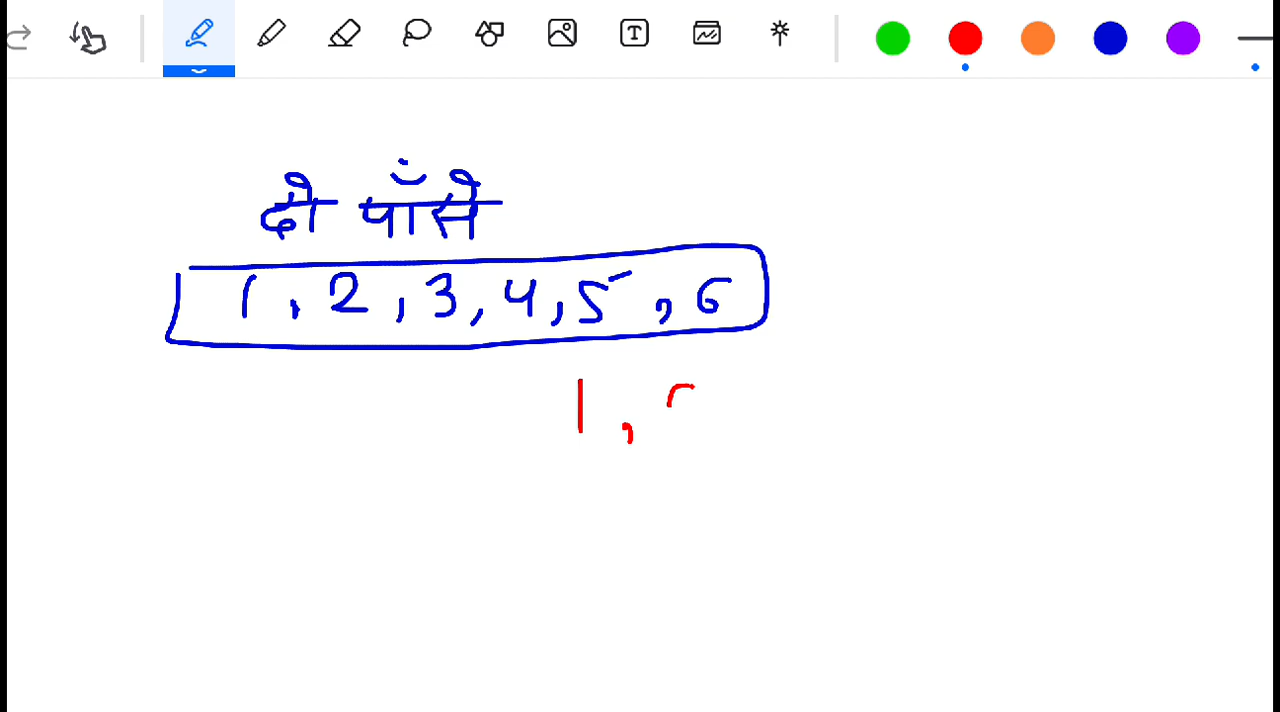 दो पाँसे
1, 2, 3, 4, 5, 6
1,